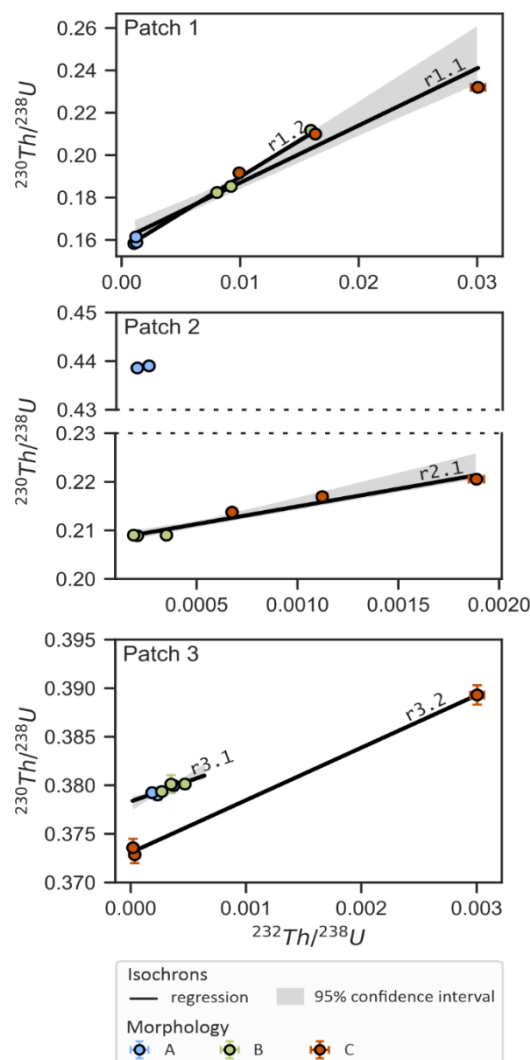 Patch 1
0.26
0.24
0.22
0.20
0.18
0.16
230Th/238U
r1.1
r1.2
0.00 0.01 0.02 0.03
Patch 2
0.45
0.44
0.43
0.23
0.22
0.21
0.20
230Th/238U
r2.1
0.0005 0.0010 0.0015 0.0020
Patch 3
0.395
0.390
0.385
0.380
0.375
0.370
230Th/238U
r3.1
r3.2
0.000 0.001 0.002 0.003
232Th/238U
Isochrons
regression 95% confidence interval
Morphology
A B C